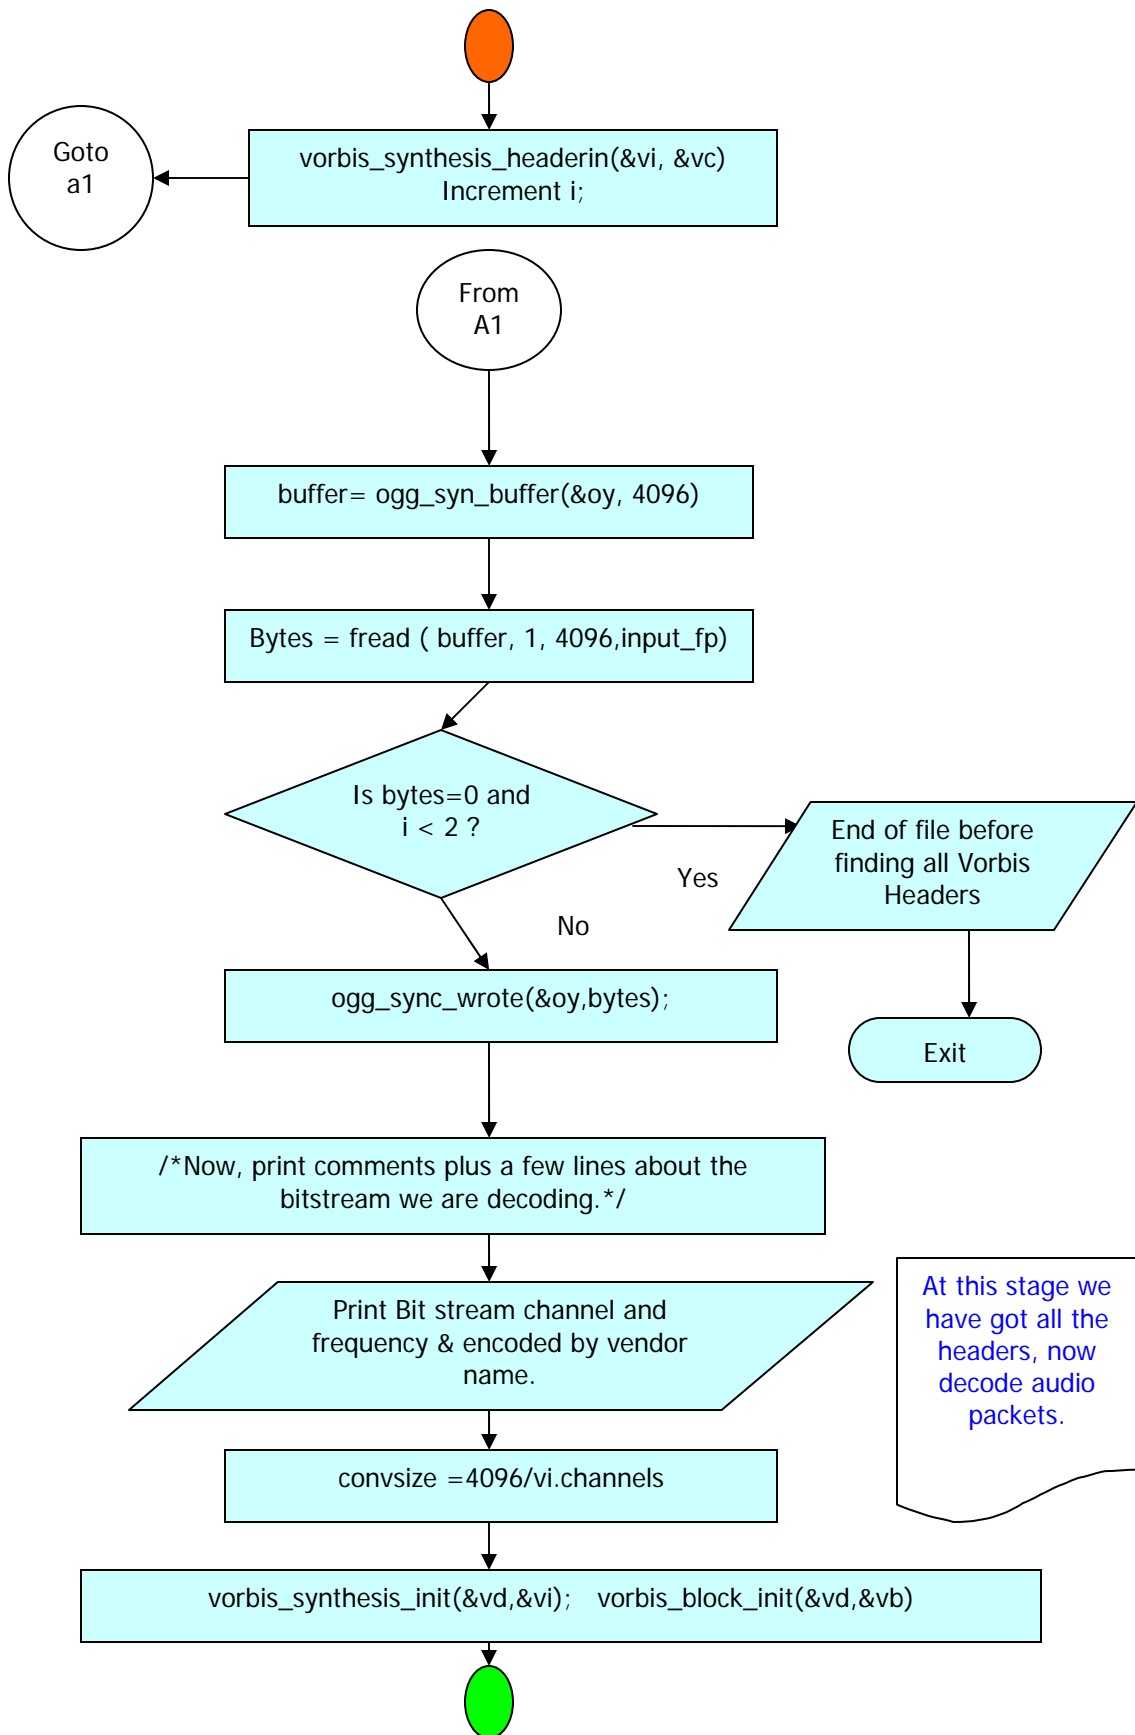 Goto
a1
vorbis_synthesis_headerin(&vi, &vc)
Increment i;
From
A1
buffer= ogg_syn_buffer(&oy, 4096)
Bytes = fread ( buffer, 1, 4096,input_fp)
Is bytes=0 and
i < 2 ?
Yes
End of file before
finding all Vorbis
Headers
No
ogg_sync_wrote(&oy,bytes);
Exit
/*Now, print comments plus a few lines about the
bitstream we are decoding.*/
Print Bit stream channel and
frequency & encoded by vendor
name.
At this stage we
have got all the
headers, now
decode audio
packets.
convsize =4096/vi.channels
vorbis_synthesis_init(&vd,&vi); vorbis_block_init(&vd,&vb)